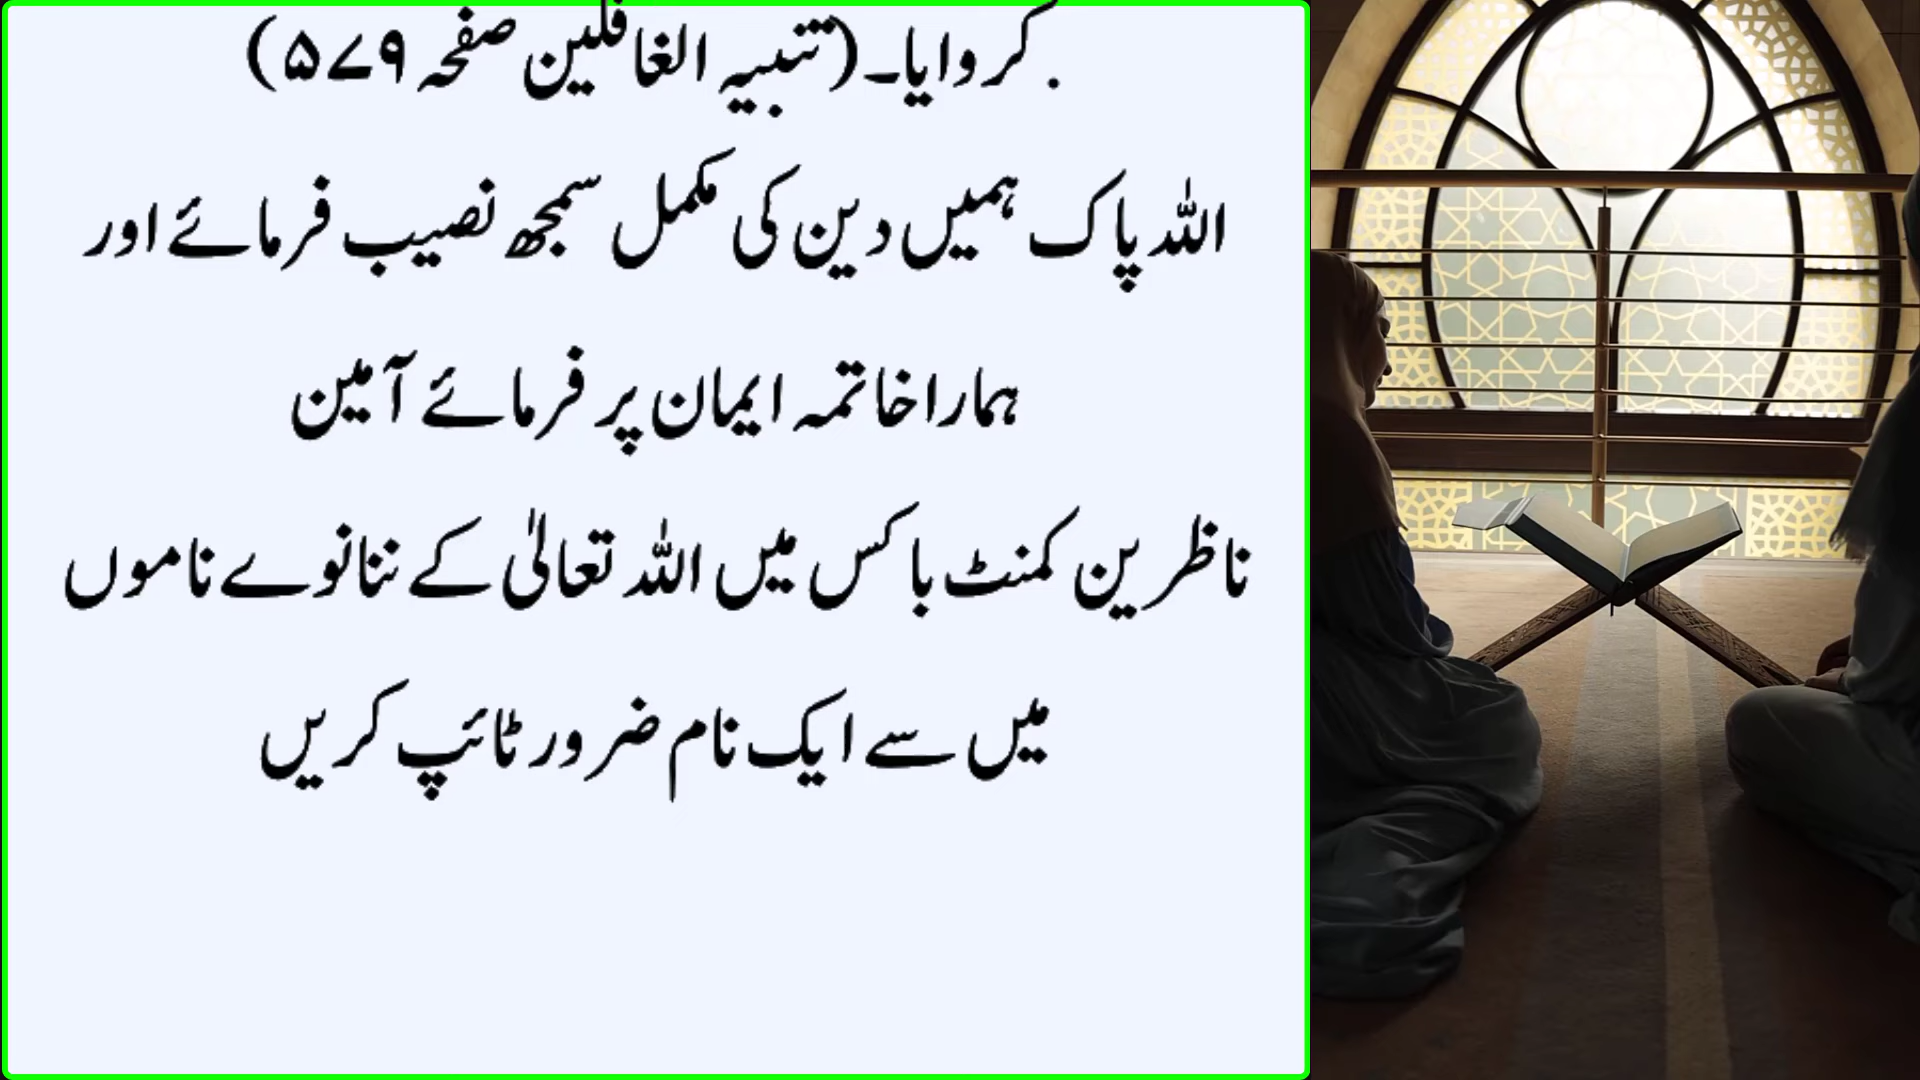 کروایا۔(تنبیہ الغافلین صفحہ ۵۷۹)
اللہ پاک ہمیں دین کی مکمل سمجھ نصیب فرمائے اور
ہمارا خاتمہ ایمان پر فرمائے آمین
ناظرین کمنٹ باکس میں اللہ تعالیٰ کے ننانوے ناموں
میں سے ایک نام ضرور ٹائپ کریں